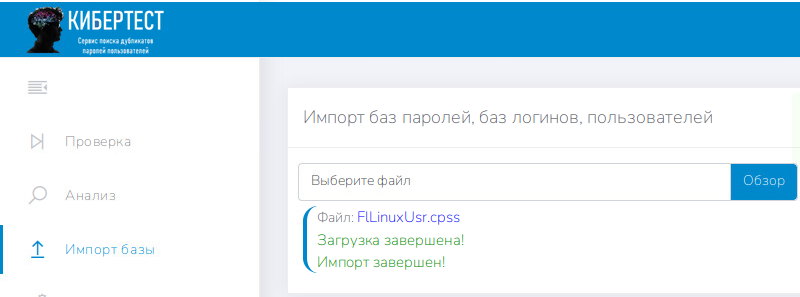 КИБЕРТЕСТ
Сервис поиска дубликатов
паролей пользователей
Проверка
Анализ
Импорт базы
Импорт баз паролей, баз логинов, пользователей
Выберите файл
Обзор
Файл: FlLinuxUsr.cpss
Загрузка завершена!
Импорт завершен!